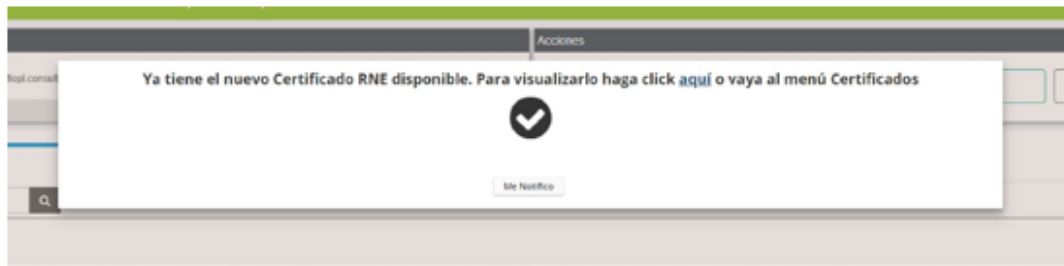 Acciones
Ya tiene el nuevo Certificado RNE disponible. Para visualizarlo haga click aquí o vaya al menú Certificados
Me Notifico